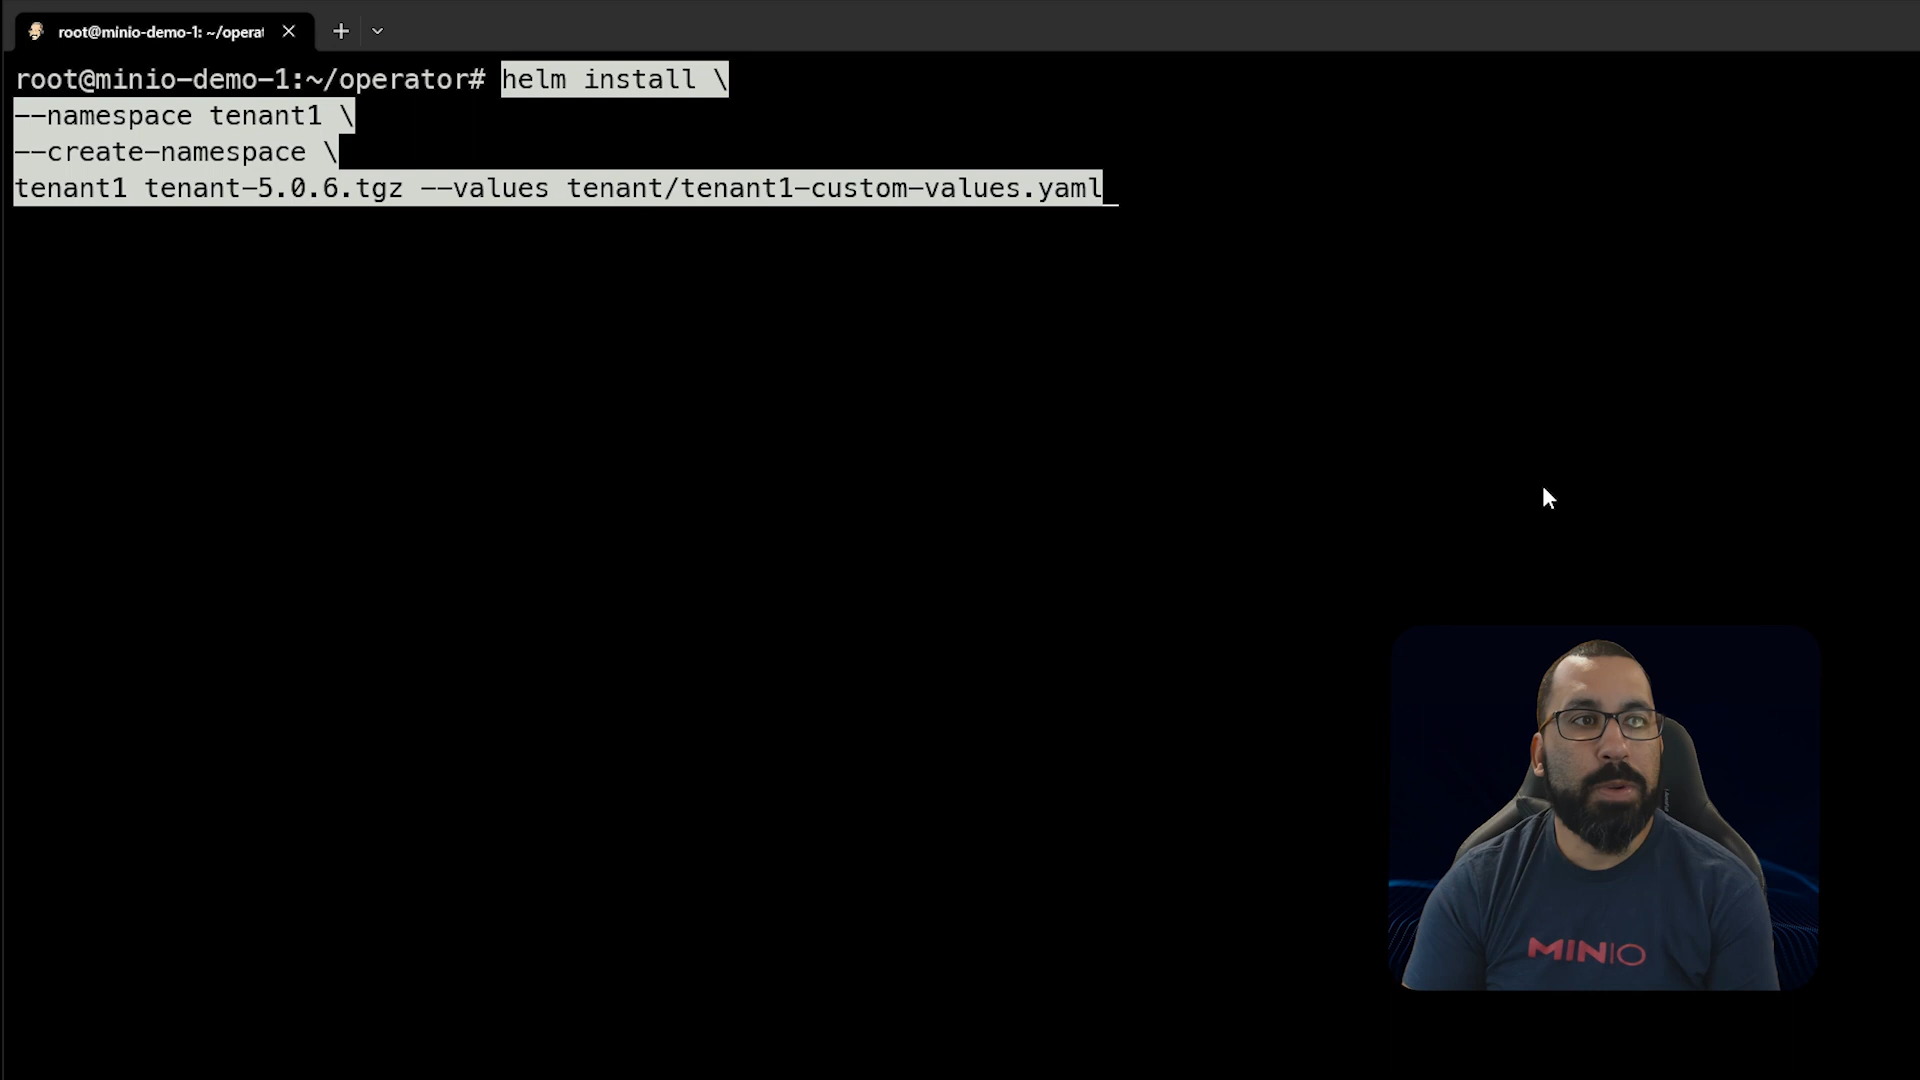 root@minio-demo-1: ~/operat
root@minio-demo-1:~/operator# helm install \
--namespace tenant1 \
--create-namespace \
tenant1 tenant-5.0.6.tgz --values tenant/tenant1-custom-values.yaml
MINIO